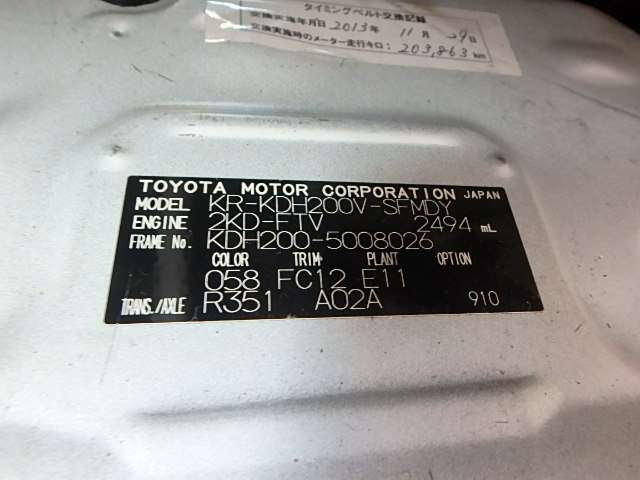 タイミングベルト交換記録
交換実施年月日 2013年 11月 29日
交換実施時のメーター走行キロ: 203,863 km
TOYOTA MOTOR CORPORATION JAPAN
MODEL KR-KDH200V-SFMDY
ENGINE 2KD-FTV 2494 mL
FRAME No. KDH200-5008026
COLOR TRIM PLANT OPTION
058 FC12 E11
TRANS./AXLE R351 A02A 910